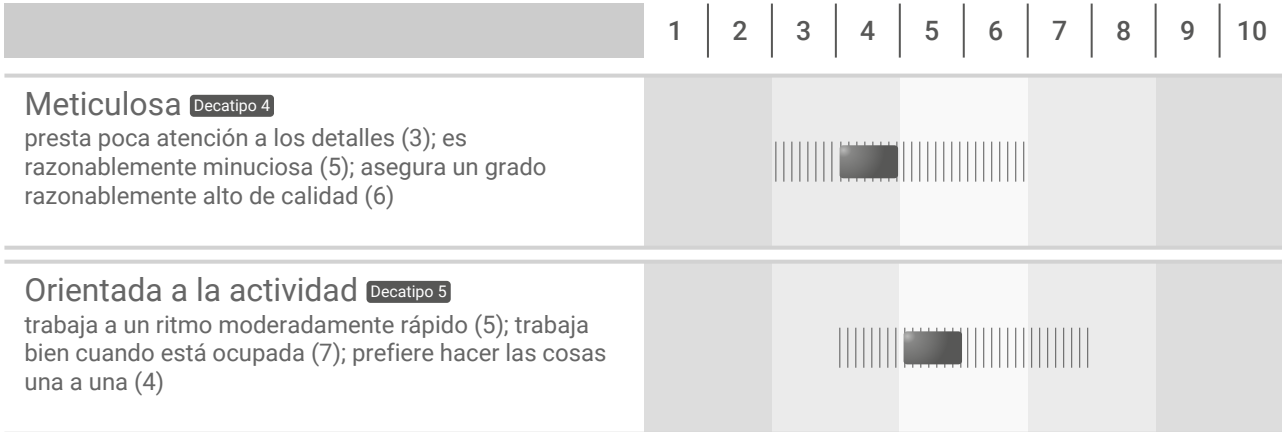 1 2 3 4 5 6 7 8 9 10
Meticulosa Decatipo 4
presta poca atención a los detalles (3); es
razonablemente minuciosa (5); asegura un grado
razonablemente alto de calidad (6)
Orientada a la actividad Decatipo 5
trabaja a un ritmo moderadamente rápido (5); trabaja
bien cuando está ocupada (7); prefiere hacer las cosas
una a una (4)